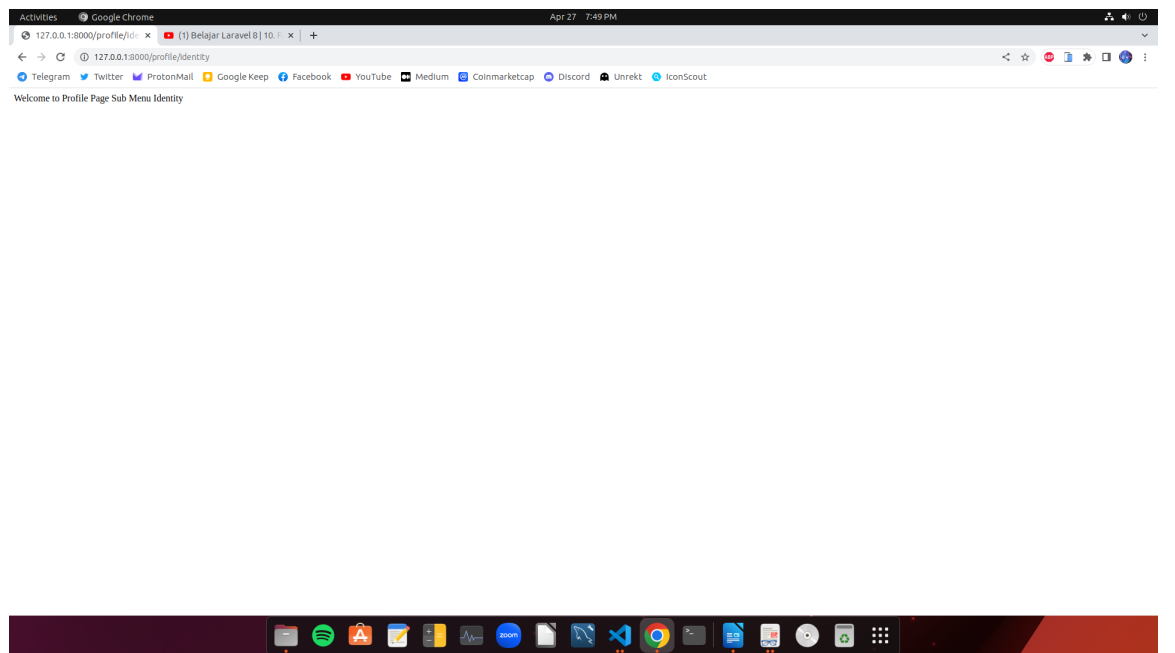 Activities Google Chrome Apr 27 7:49 PM
127.0.0.1:8000/profile/ide (1) Belajar Laravel 8 | 10.
127.0.0.1:8000/profile/identity
Telegram Twitter ProtonMail Google Keep Facebook YouTube Medium Coinmarketcap Discord Unrekt IconScout
Welcome to Profile Page Sub Menu Identity
zoom